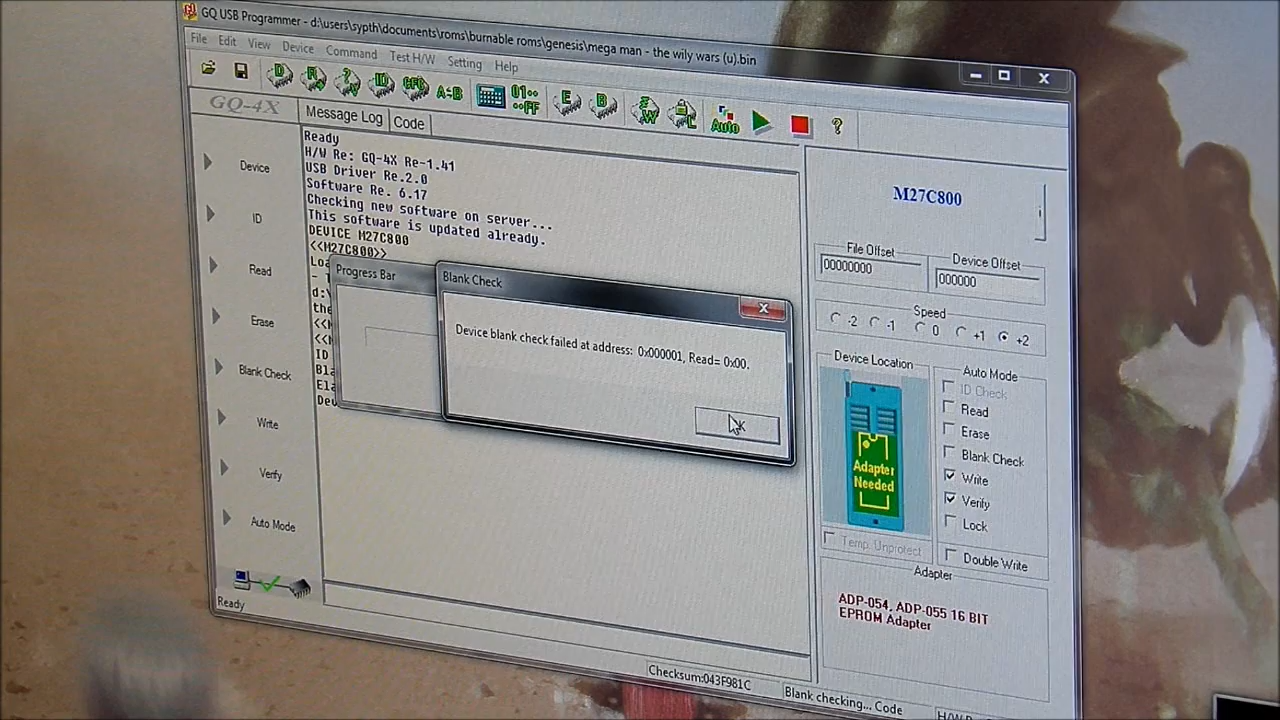 GQ USB Programmer - d:\users\sypth\documents\roms\burnable roms\genesis\mega man - the wily wars (u).bin
File Edit View Device Command Test H/W Setting Help
GQ-4X
Message Log Code
Device
ID
Read
Erase
Blank Check
Write
Verify
Auto Mode
Ready
Ready
H/W Re: GQ-4X Re-1.41
USB Driver Re.2.0
Software Re. 6.17
Checking new software on server...
This software is updated already.
DEVICE M27C800
<<M27C800>>
d:\
ID
Progress Bar
Blank Check
Device blank check failed at address: 0x000001, Read= 0x00.
M27C800
File Offset
00000000
Device Offset
000000
Speed
-2 -1 0 +1 +2
Device Location
Adapter
Needed
Temp. Unprotect
Auto Mode
ID Check
Read
Erase
Blank Check
Write
Verify
Lock
Double Write
Adapter
ADP-054, ADP-055 16 BIT
EPROM Adapter
Checksum:043F981C
Blank checking... Code